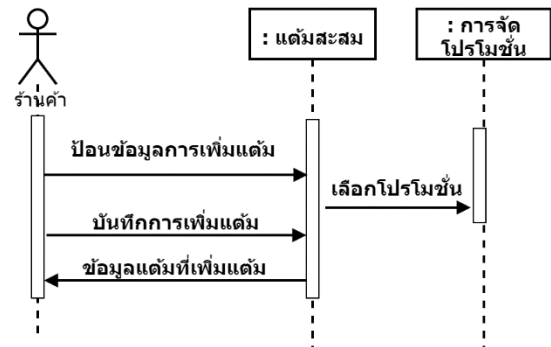 : แต้มสะสม
: การจัด
โปรโมชั่น
ร้านค้า
ป้อนข้อมูลการเพิ่มแต้ม
เลือกโปรโมชั่น
บันทึกการเพิ่มแต้ม
ข้อมูลแต้มที่เพิ่มแต้ม